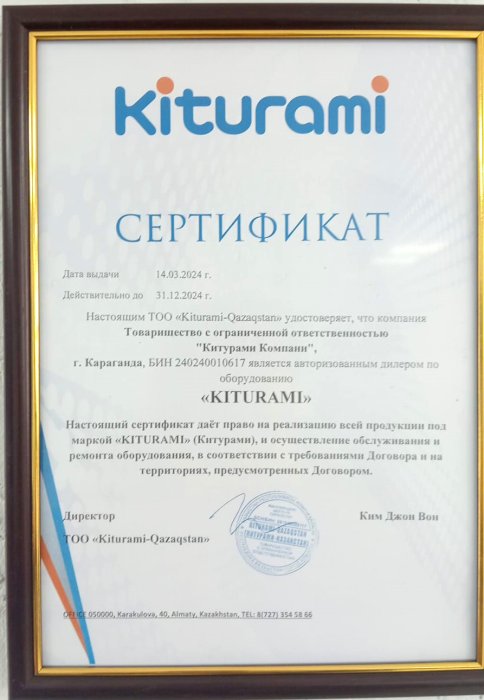 Kiturami
СЕРТИФИКАТ
Дата выдачи 14.03.2024 г.
Действительно до 31.12.2024 г.
Настоящим ТОО «Kiturami-Qazaqstan» удостоверяет, что компания
Товарищество с ограниченной ответственностью
"Китурами Компани",
г. Караганда, БИН 240240010617 является авторизованным дилером по
оборудованию
«KITURAMI»
Настоящий сертификат даёт право на реализацию всей продукции под
маркой «KITURAMI» (Китурами), и осуществление обслуживания и
ремонта оборудования, в соответствии с требованиями Договора и на
территориях, предусмотренных Договором.
Директор Ким Джон Вон
ТОО «Kiturami-Qazaqstan»
OFFICE 050000, Karakulova, 40, Almaty, Kazakhstan, TEL: 8(727) 354 58 66